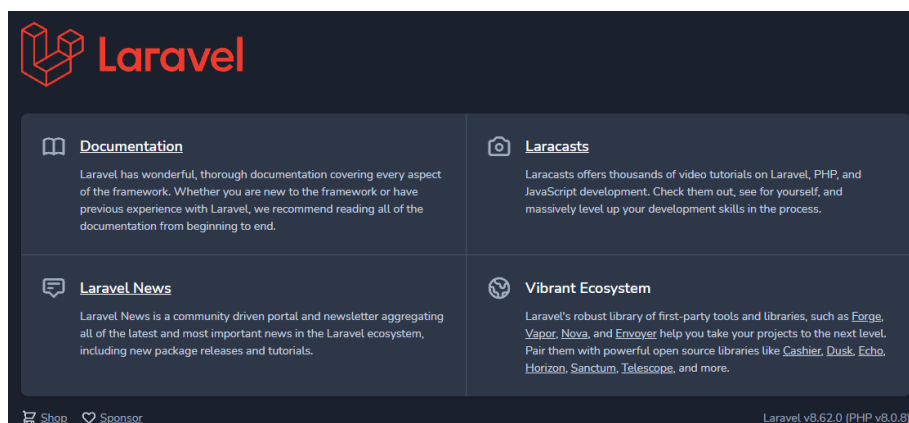 Laravel
Documentation
Laravel has wonderful, thorough documentation covering every aspect
of the framework. Whether you are new to the framework or have
previous experience with Laravel, we recommend reading all of the
documentation from beginning to end.
Laracasts
Laracasts offers thousands of video tutorials on Laravel, PHP, and
JavaScript development. Check them out, see for yourself, and
massively level up your development skills in the process.
Laravel News
Laravel News is a community driven portal and newsletter aggregating
all of the latest and most important news in the Laravel ecosystem,
including new package releases and tutorials.
Vibrant Ecosystem
Laravel's robust library of first-party tools and libraries, such as Forge,
Vapor, Nova, and Envoyer help you take your projects to the next level.
Pair them with powerful open source libraries like Cashier, Dusk, Echo,
Horizon, Sanctum, Telescope, and more.
Shop Sponsor
Laravel v8.62.0 (PHP v8.0.8)